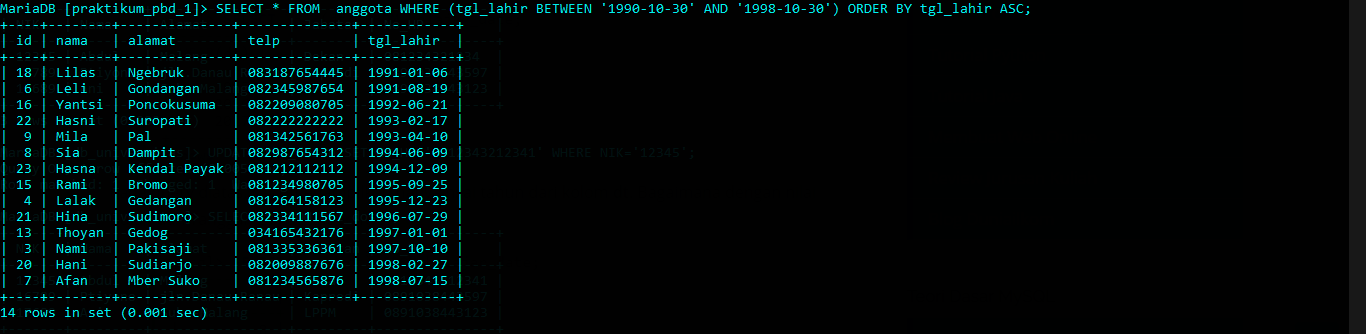 MariaDB [praktikum_pbd_1]> SELECT * FROM  anggota WHERE (tgl_lahir BETWEEN '1990-10-30' AND '1998-10-30') ORDER BY tgl_lahir ASC;
+----+--------+--------------+--------------+------------+
| id | nama   | alamat       | telp         | tgl_lahir  |
+----+--------+--------------+--------------+------------+
| 18 | Lilas  | Ngebruk      | 083187654445 | 1991-01-06 |
|  6 | Leli   | Gondangan    | 082345987654 | 1991-08-19 |
| 16 | Yantsi | Poncokusuma  | 082209080705 | 1992-06-21 |
| 22 | Hasni  | Suropati     | 082222222222 | 1993-02-17 |
|  9 | Mila   | Pal          | 081342561763 | 1993-04-10 |
|  8 | Sia    | Dampit       | 082987654312 | 1994-06-09 |
| 23 | Hasna  | Kendal Payak | 081212112112 | 1994-12-09 |
| 15 | Rami   | Bromo        | 081234980705 | 1995-09-25 |
|  4 | Lalak  | Gedangan     | 081264158123 | 1995-12-23 |
| 21 | Hina   | Sudimoro     | 082334111567 | 1996-07-29 |
| 13 | Thoyan | Gedog        | 034165432176 | 1997-01-01 |
|  3 | Nami   | Pakisaji     | 081335336361 | 1997-10-10 |
| 20 | Hani   | Sudiarjo     | 082009887676 | 1998-02-27 |
|  7 | Afan   | Mber Suko    | 081234565876 | 1998-07-15 |
+----+--------+--------------+--------------+------------+
14 rows in set (0.001 sec)